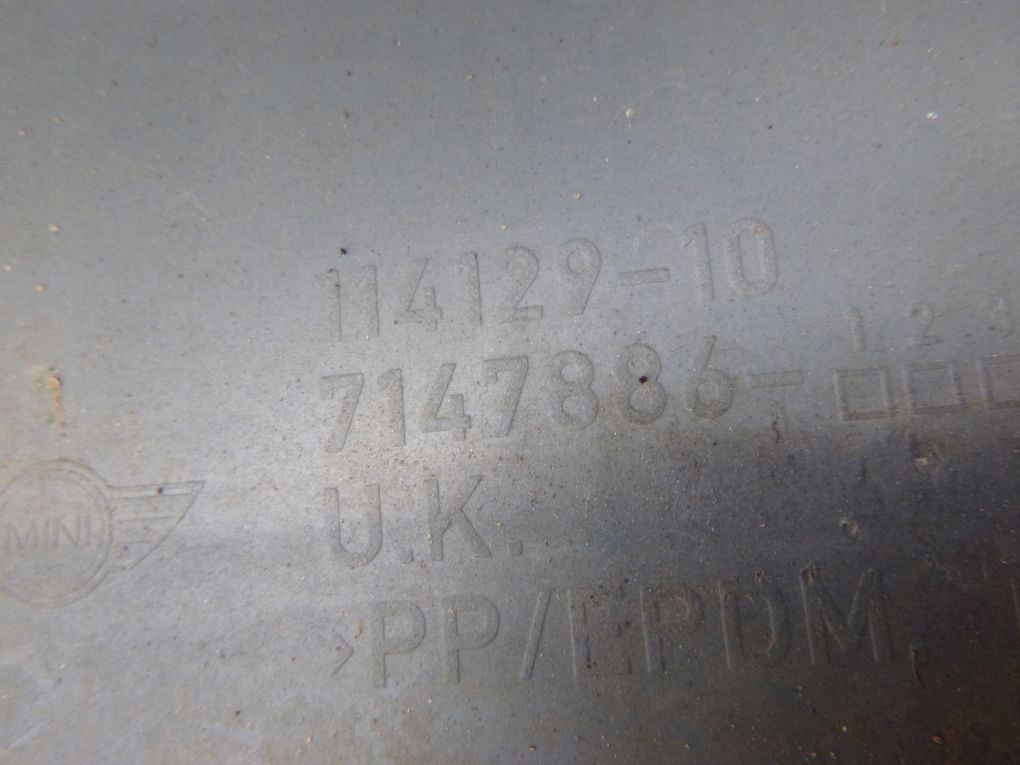 114129-10
7147886-
1 2 3
MINI
U.K.
>PP/EPDM,